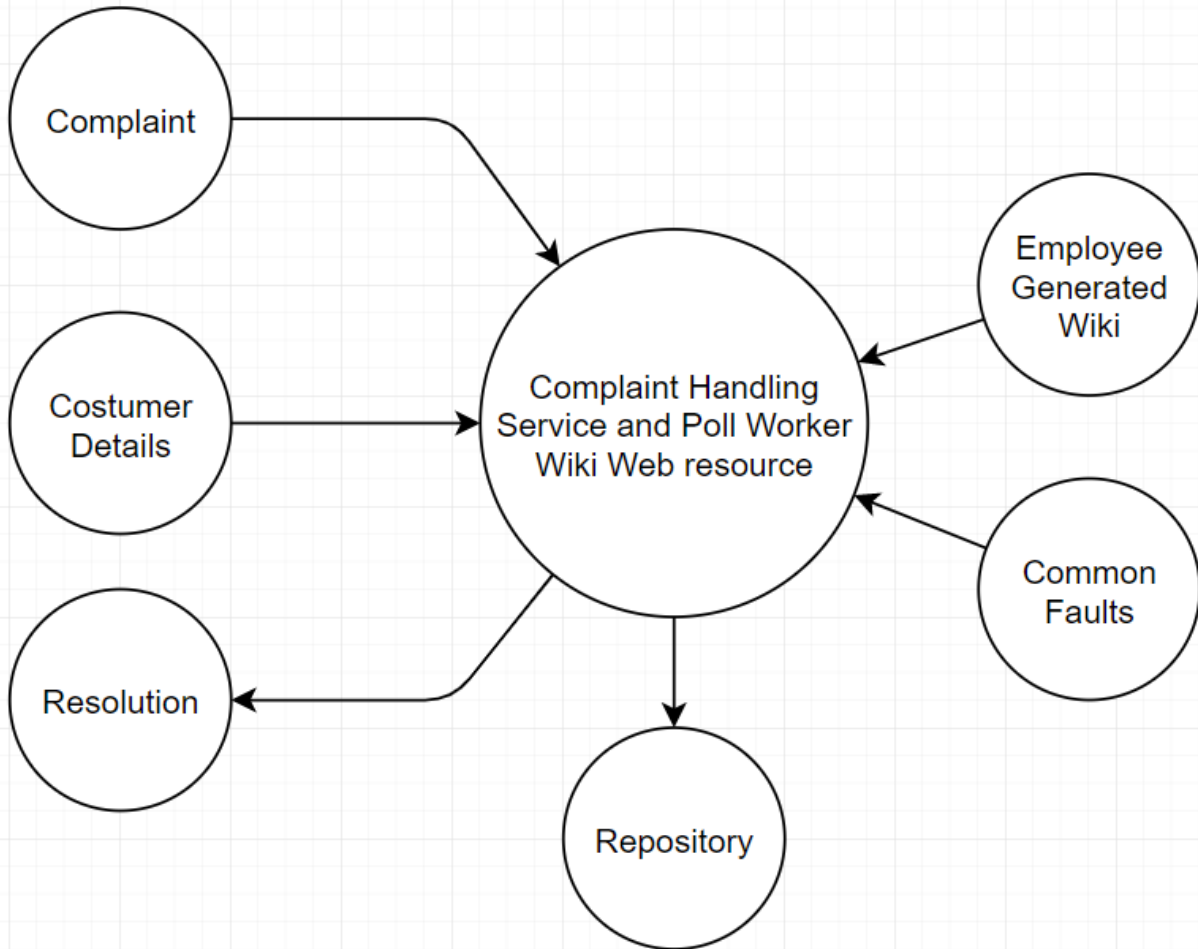 Complaint
Employee
Generated
Wiki
Costumer
Details
Complaint Handling
Service and Poll Worker
Wiki Web resource
Common
Faults
Resolution
Repository